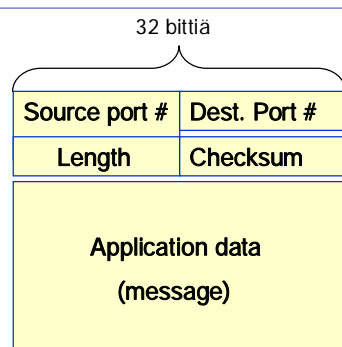 32 bittiä
Source port # Dest. Port #
Length Checksum
Application data
(message)